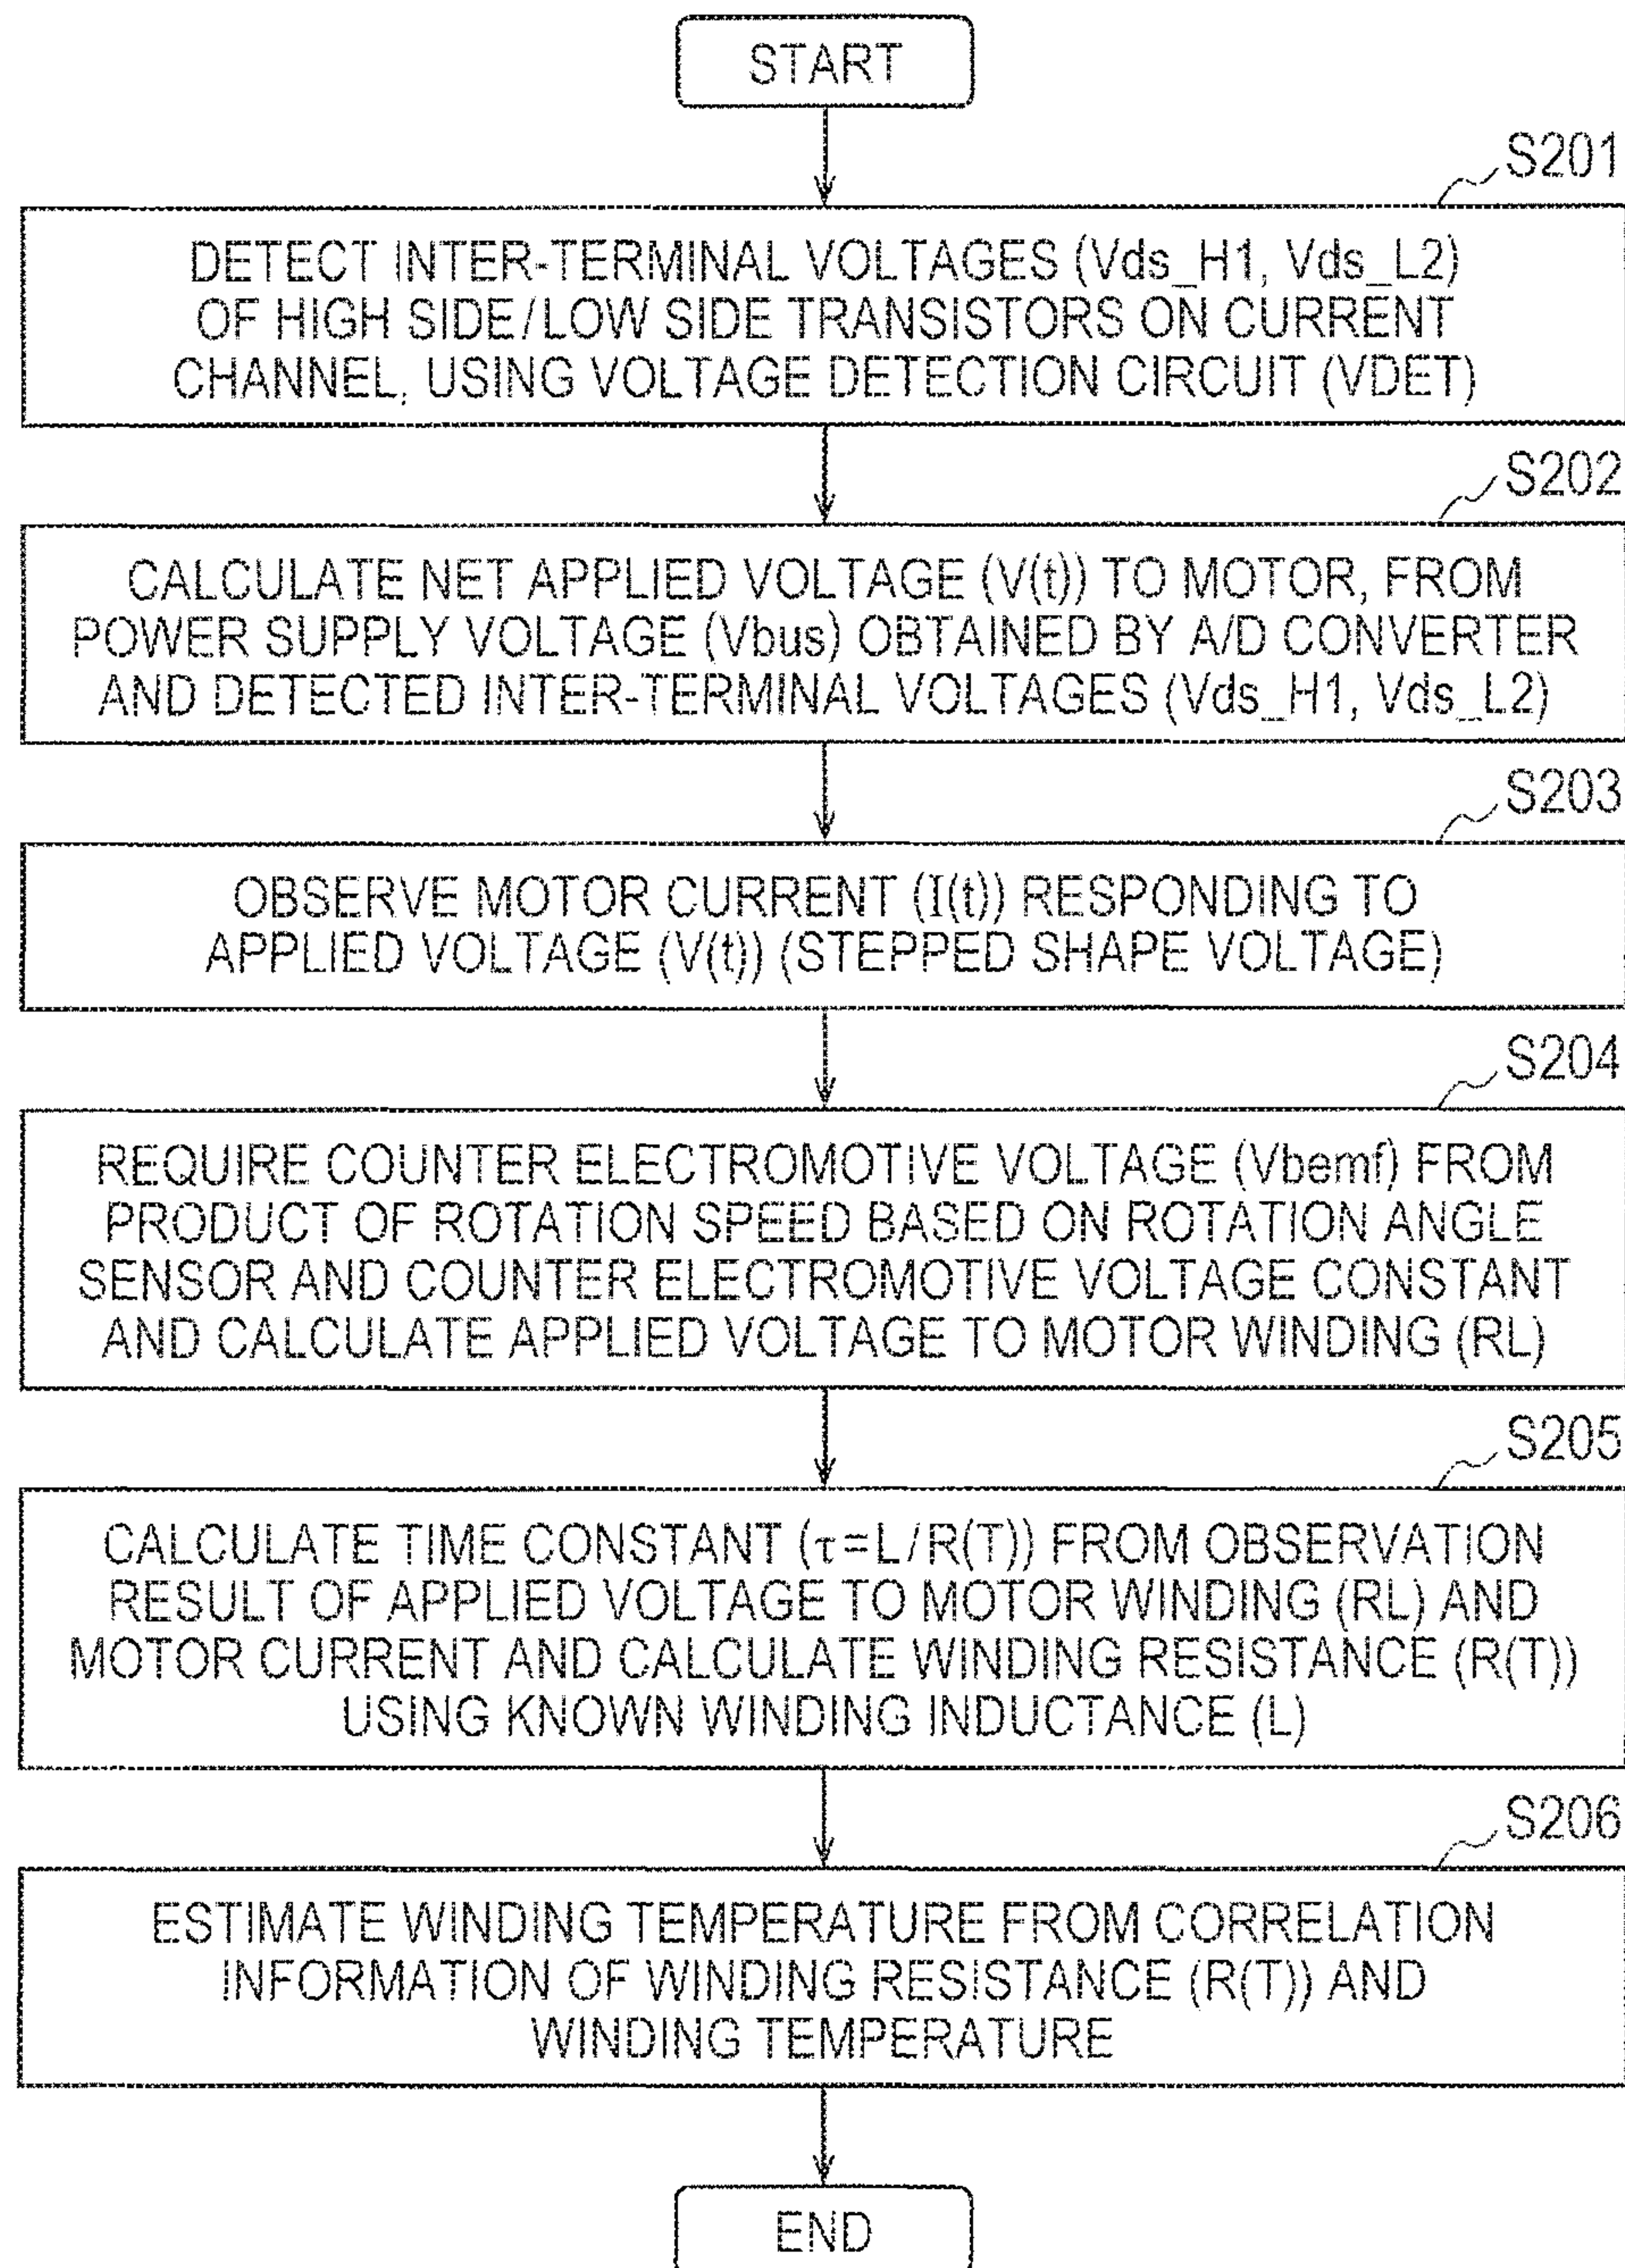 START
S201
DETECT INTER-TERMINAL VOLTAGES (Vds_H1, Vds_L2)
OF HIGH SIDE/LOW SIDE TRANSISTORS ON CURRENT
CHANNEL, USING VOLTAGE DETECTION CIRCUIT (VDET)
S202
CALCULATE NET APPLIED VOLTAGE (V(t)) TO MOTOR, FROM
POWER SUPPLY VOLTAGE (Vbus) OBTAINED BY A/D CONVERTER
AND DETECTED INTER-TERMINAL VOLTAGES (Vds_H1, Vds_L2)
S203
OBSERVE MOTOR CURRENT (I(t)) RESPONDING TO
APPLIED VOLTAGE (V(t)) (STEPPED SHAPE VOLTAGE)
S204
REQUIRE COUNTER ELECTROMOTIVE VOLTAGE (Vbemf) FROM
PRODUCT OF ROTATION SPEED BASED ON ROTATION ANGLE
SENSOR AND COUNTER ELECTROMOTIVE VOLTAGE CONSTANT
AND CALCULATE APPLIED VOLTAGE TO MOTOR WINDING (RL)
S205
CALCULATE TIME CONSTANT (τ=L/R(T)) FROM OBSERVATION
RESULT OF APPLIED VOLTAGE TO MOTOR WINDING (RL) AND
MOTOR CURRENT AND CALCULATE WINDING RESISTANCE (R(T))
USING KNOWN WINDING INDUCTANCE (L)
S206
ESTIMATE WINDING TEMPERATURE FROM CORRELATION
INFORMATION OF WINDING RESISTANCE (R(T)) AND
WINDING TEMPERATURE
END